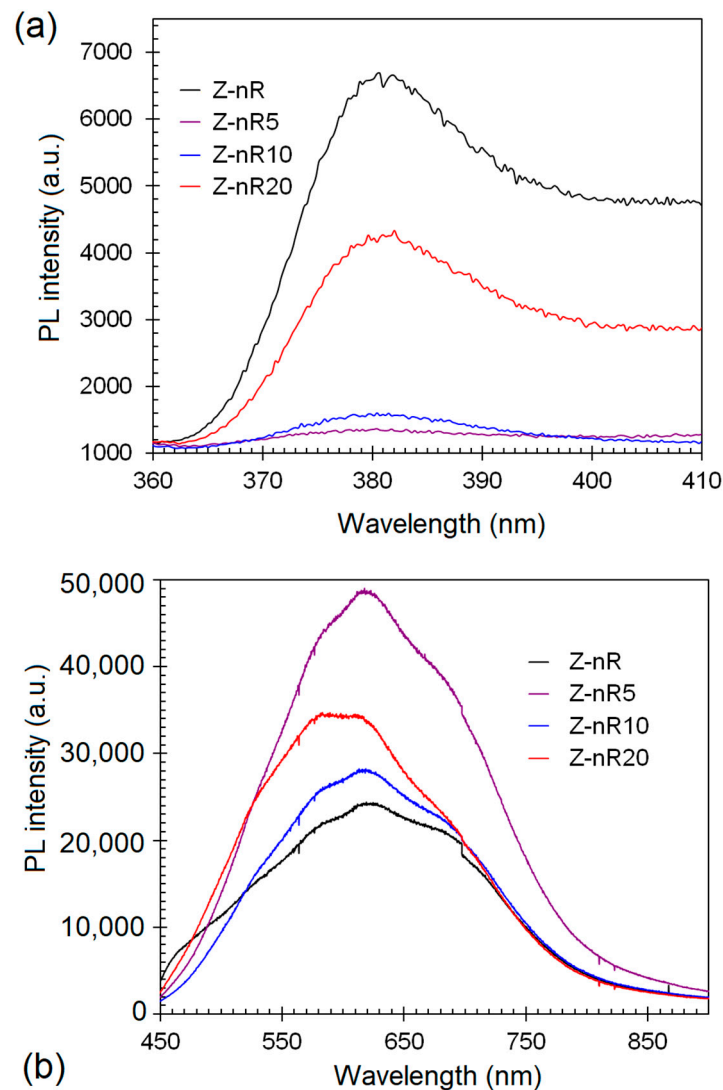 (a)
PL intensity (a.u.)
7000
6000
5000
4000
3000
2000
1000
Z-nR
Z-nR5
Z-nR10
Z-nR20
360 370 380 390 400 410
Wavelength (nm)
PL intensity (a.u.)
50,000
40,000
30,000
20,000
10,000
0
Z-nR
Z-nR5
Z-nR10
Z-nR20
450 550 650 750 850
(b)
Wavelength (nm)